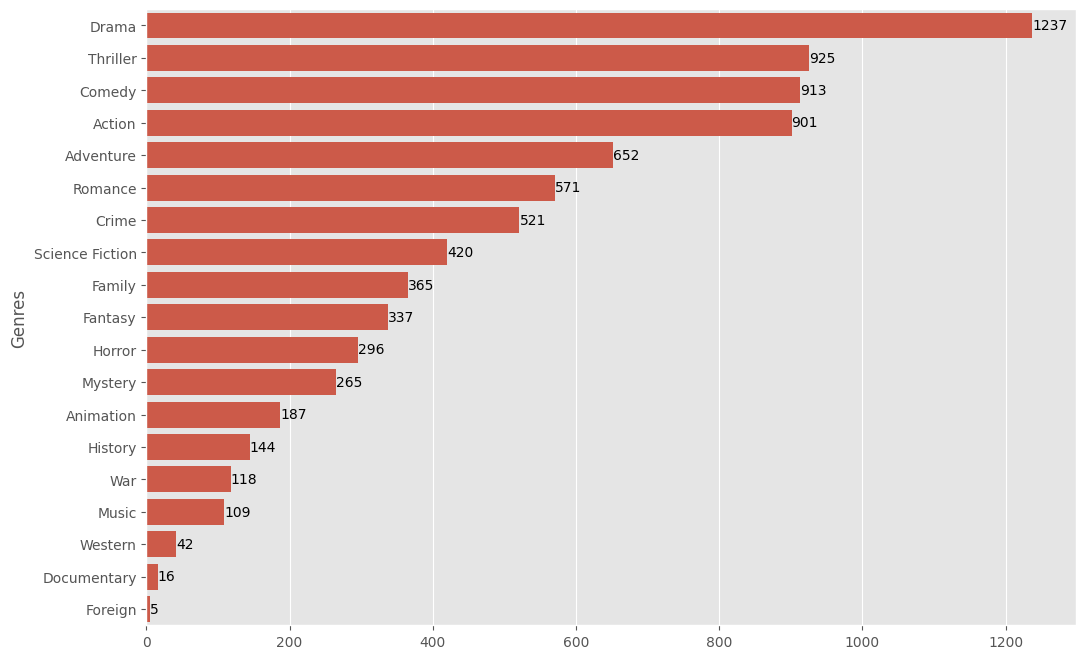 Genres
Drama 1237
Thriller 925
Comedy 913
Action 901
Adventure 652
Romance 571
Crime 521
Science Fiction 420
Family 365
Fantasy 337
Horror 296
Mystery 265
Animation 187
History 144
War 118
Music 109
Western 42
Documentary 16
Foreign 5
0 200 400 600 800 1000 1200